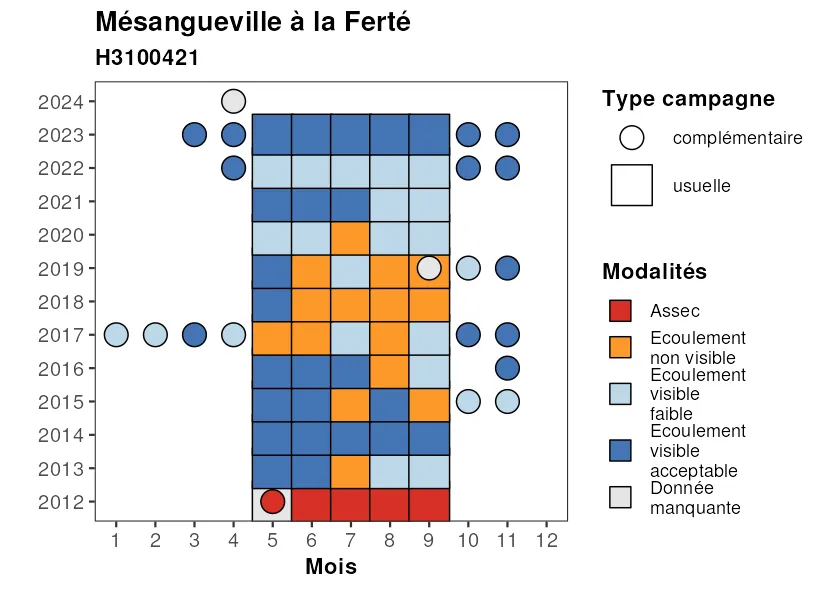 Mésangueville à la Ferté
H3100421
2024
2023
2022
2021
2020
2019
2018
2017
2016
2015
2014
2013
2012
1 2 3 4 5 6 7 8 9 10 11 12
Mois
Type campagne
complémentaire
usuelle
Modalités
Assec
Ecoulement
non visible
Ecoulement
visible
faible
Ecoulement
visible
acceptable
Donnée
manquante